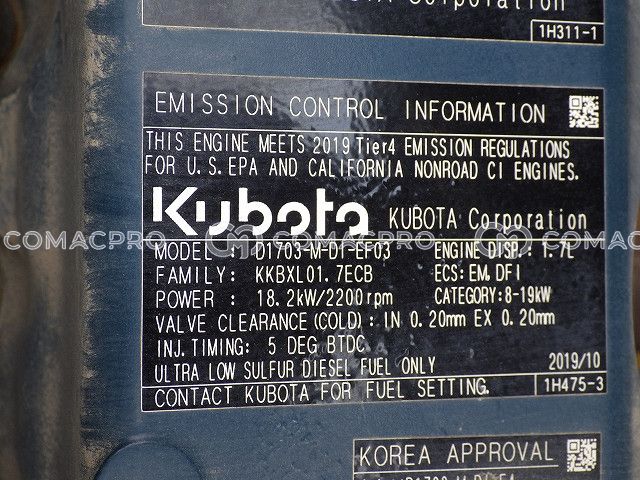 Corporation
1H311-1
EMISSION CONTROL INFORMATION
THIS ENGINE MEETS 2019 Tier4 EMISSION REGULATIONS
FOR U.S.EPA AND CALIFORNIA NONROAD CI ENGINES.
Kubota KUBOTA Corporation
COMACPRO COMACPRO COMACPRO
MODEL : D1703-M-DI-EF03 ENGINE DISP.: 1.7L
FAMILY: KKBXL01.7ECB ECS: EM, DFI
POWER : 18.2kW/2200rpm CATEGORY:8-19kW
VALVE CLEARANCE(COLD): IN 0.20mm EX 0.20mm
INJ.TIMING: 5 DEG BTDC
ULTRA LOW SULFUR DIESEL FUEL ONLY 2019/10
CONTACT KUBOTA FOR FUEL SETTING. 1H475-3
KOREA APPROVAL